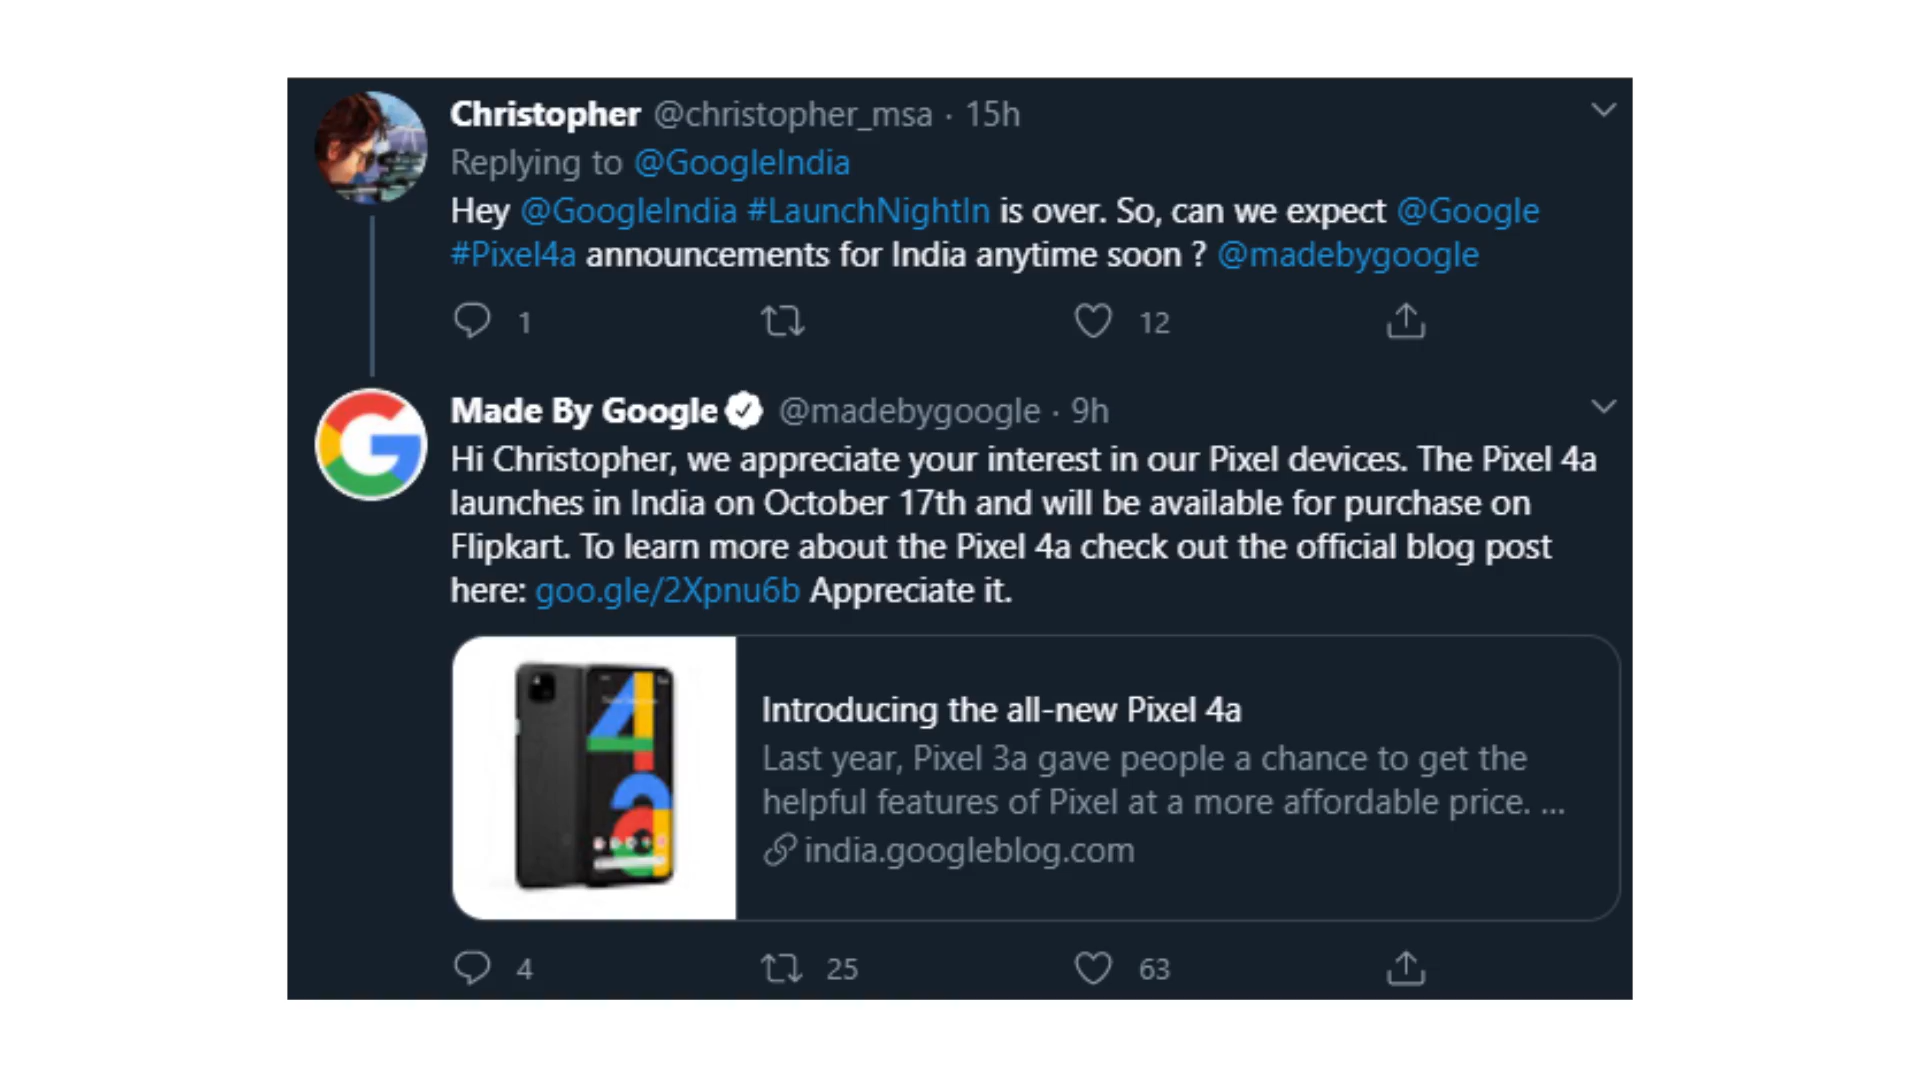 Christopher @christopher_msa · 15h
Replying to @GoogleIndia
Hey @GoogleIndia #LaunchNightIn is over. So, can we expect @Google
#Pixel4a announcements for India anytime soon ? @madebygoogle
1 12
Made By Google @madebygoogle · 9h
Hi Christopher, we appreciate your interest in our Pixel devices. The Pixel 4a
launches in India on October 17th and will be available for purchase on
Flipkart. To learn more about the Pixel 4a check out the official blog post
here: goo.gle/2Xpnu6b Appreciate it.
Introducing the all-new Pixel 4a
Last year, Pixel 3a gave people a chance to get the
helpful features of Pixel at a more affordable price. ...
india.googleblog.com
4 25 63